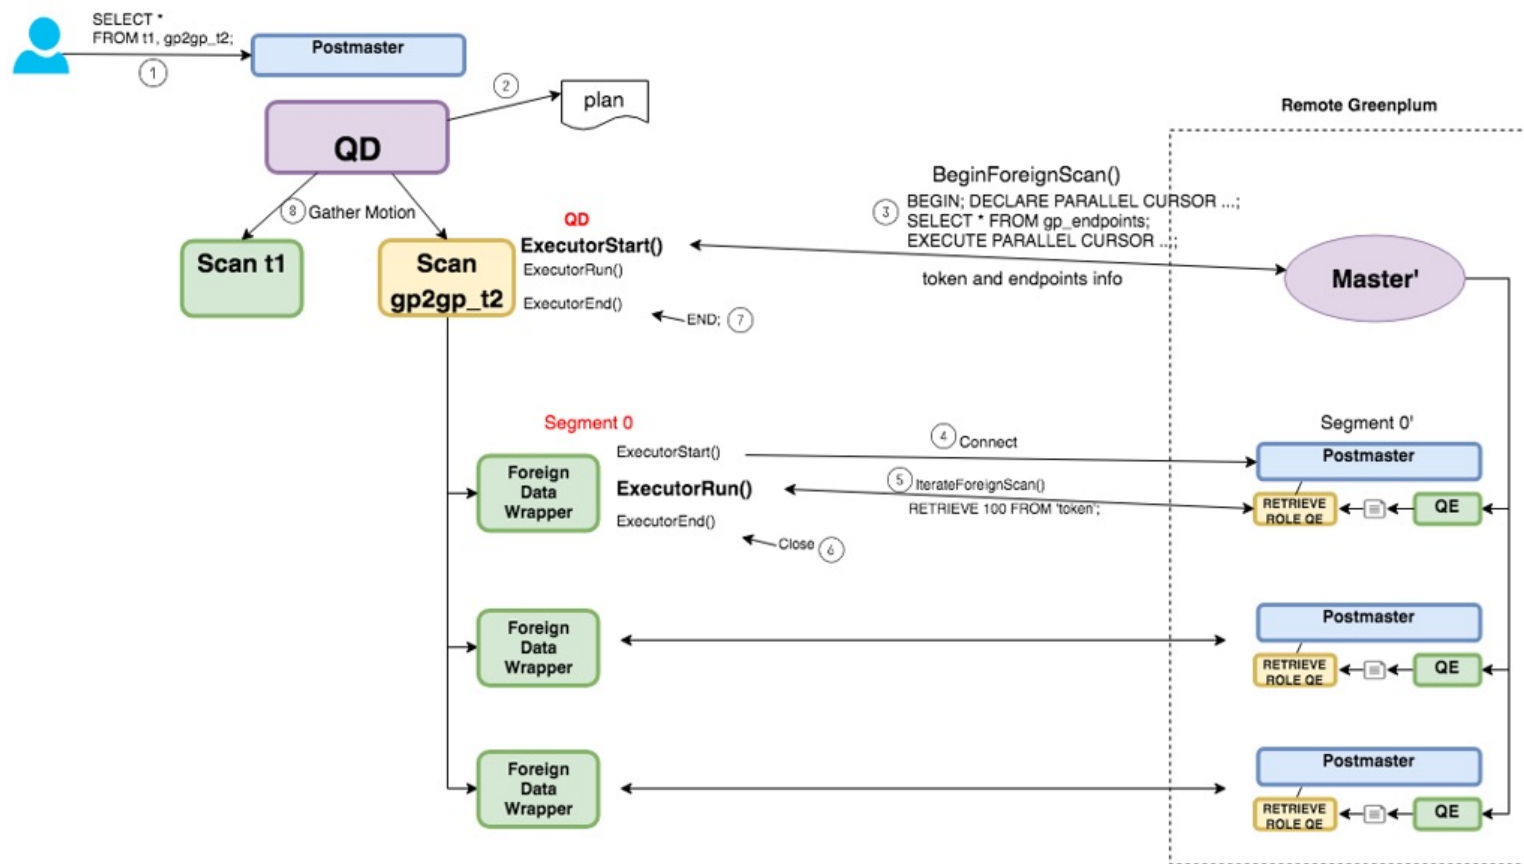 SELECT *
FROM t1, gp2gp_t2;
1
Postmaster
2
plan
QD
8 Gather Motion
Scan t1
Scan
gp2gp_t2
QD
ExecutorStart()
ExecutorRun()
ExecutorEnd()
END; 7
Remote Greenplum
BeginForeignScan()
3
BEGIN; DECLARE PARALLEL CURSOR ...;
SELECT * FROM gp_endpoints;
EXECUTE PARALLEL CURSOR ...;
token and endpoints info
Master'
Segment 0
Foreign
Data
Wrapper
ExecutorStart()
ExecutorRun()
ExecutorEnd()
4 Connect
5 IterateForeignScan()
RETRIEVE 100 FROM 'token';
Close 6
Segment 0'
Postmaster
RETRIEVE
ROLE QE
QE
Foreign
Data
Wrapper
Postmaster
RETRIEVE
ROLE QE
QE
Foreign
Data
Wrapper
Postmaster
RETRIEVE
ROLE QE
QE